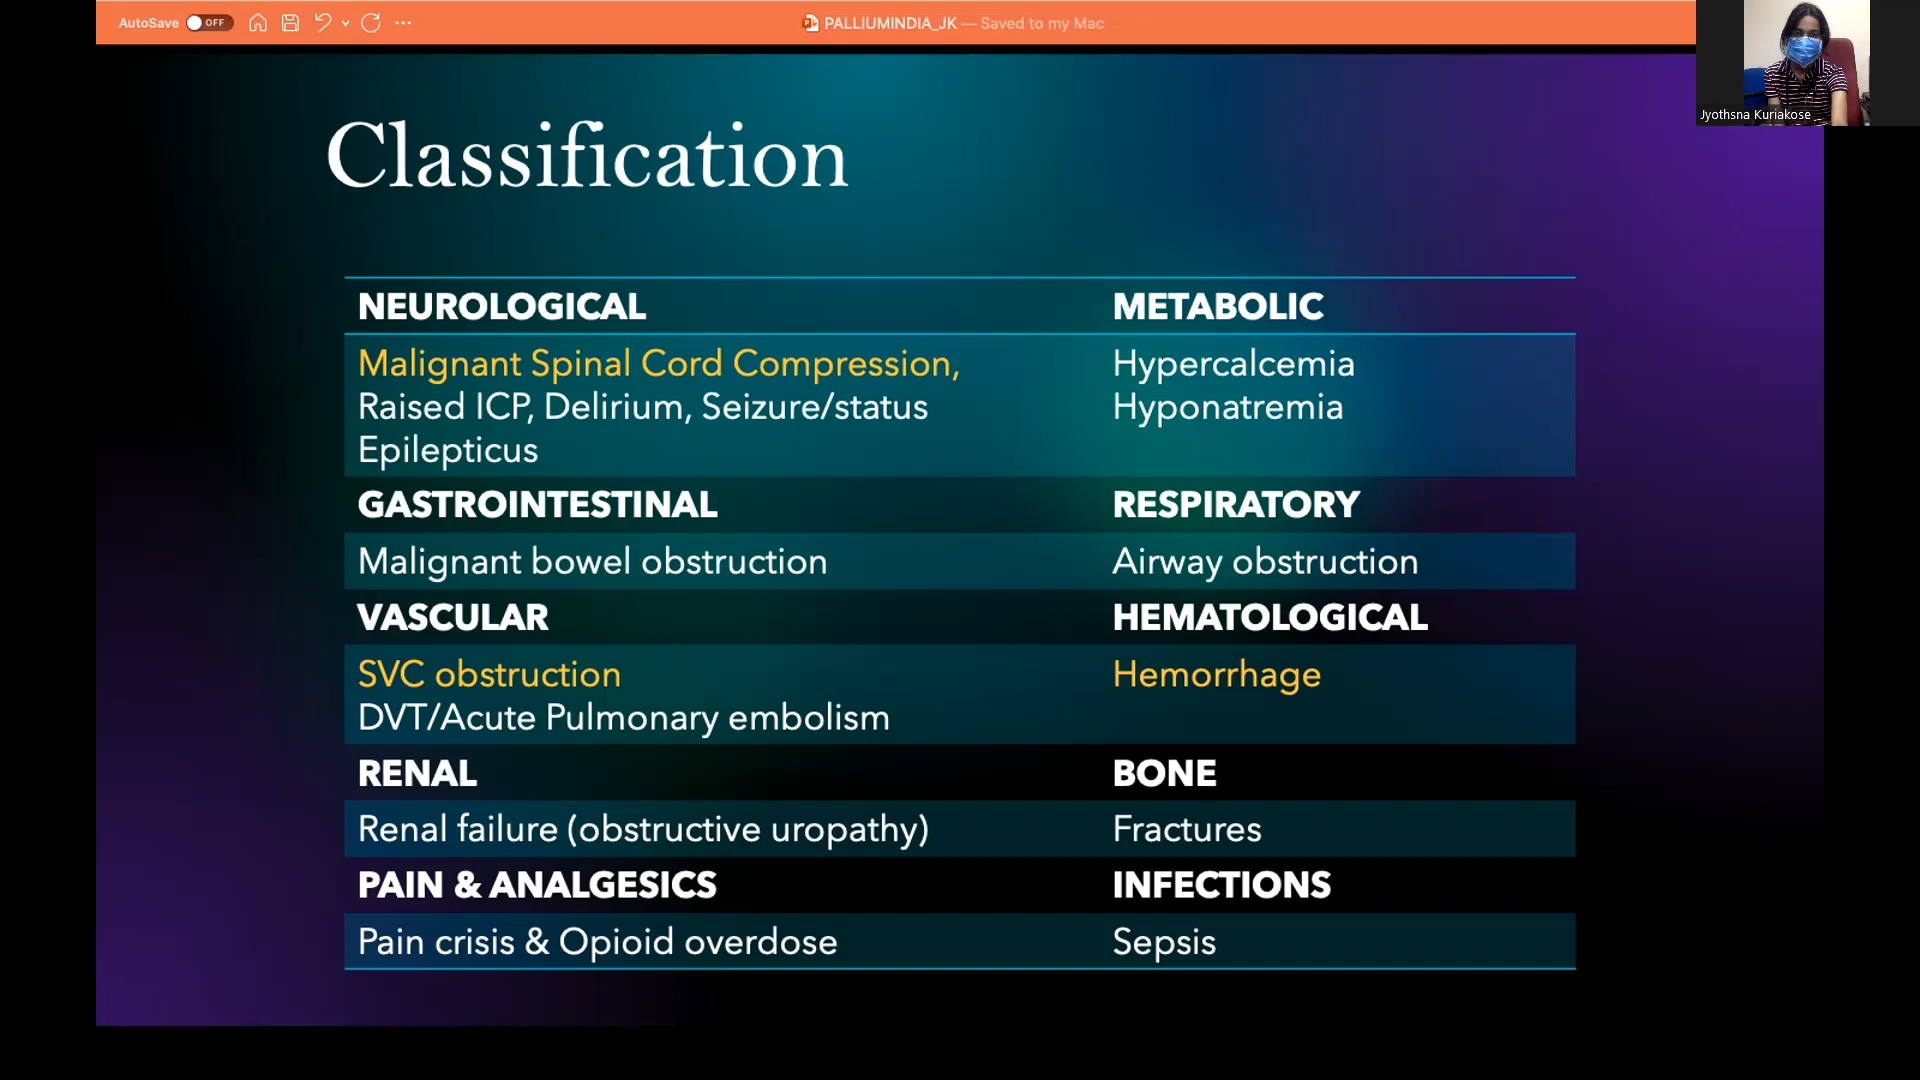 AutoSave OFF
PALLIUMINDIA_JK — Saved to my Mac
Jyothsna Kuriakose
Classification
NEUROLOGICAL
METABOLIC
Malignant Spinal Cord Compression,
Raised ICP, Delirium, Seizure/status
Epilepticus
Hypercalcemia
Hyponatremia
GASTROINTESTINAL
RESPIRATORY
Malignant bowel obstruction
Airway obstruction
VASCULAR
HEMATOLOGICAL
SVC obstruction
DVT/Acute Pulmonary embolism
Hemorrhage
RENAL
BONE
Renal failure (obstructive uropathy)
Fractures
PAIN & ANALGESICS
INFECTIONS
Pain crisis & Opioid overdose
Sepsis